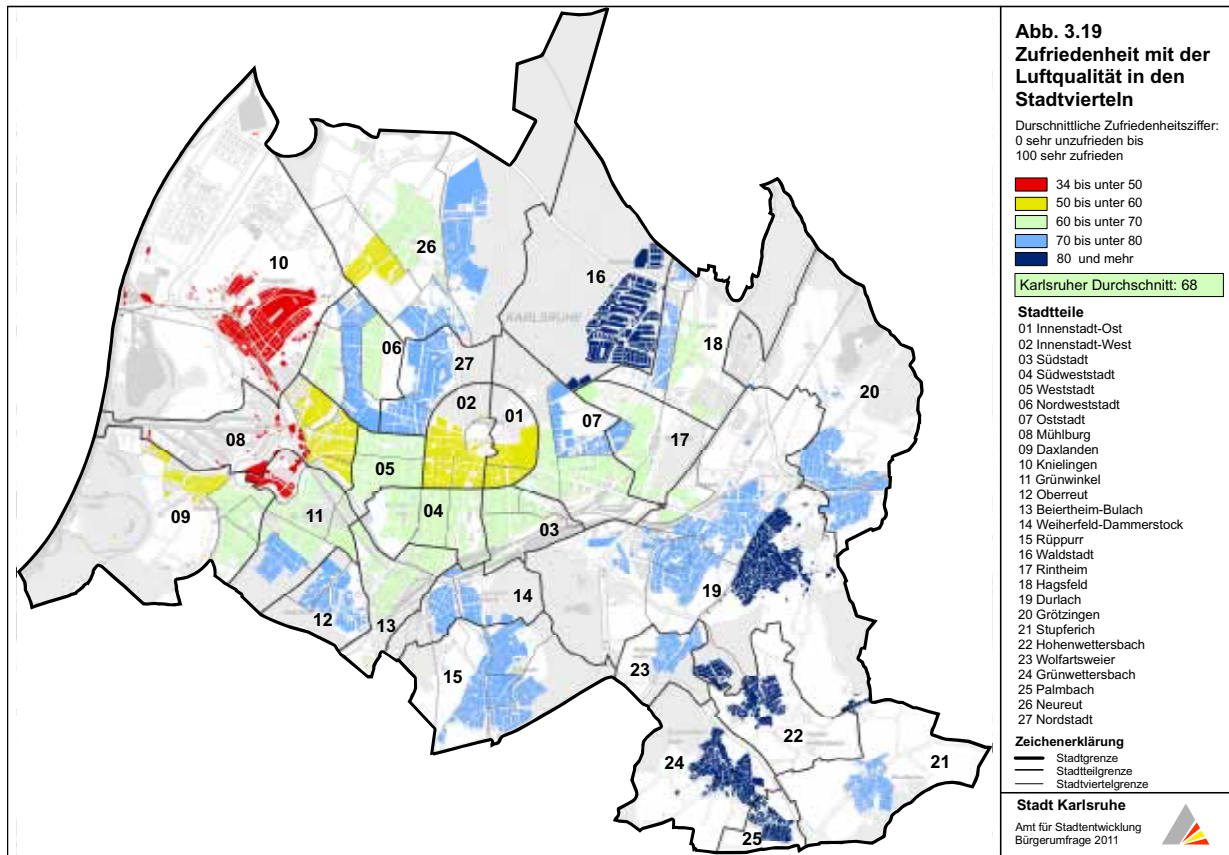 Abb. 3.19
Zufriedenheit mit der
Luftqualität in den
Stadtvierteln
Durschnittliche Zufriedenheitsziffer:
0 sehr unzufrieden bis
100 sehr zufrieden
34 bis unter 50
50 bis unter 60
60 bis unter 70
70 bis unter 80
80 und mehr
Karlsruher Durchschnitt: 68
Stadtteile
01 Innenstadt-Ost
02 Innenstadt-West
03 Südstadt
04 Südweststadt
05 Weststadt
06 Nordweststadt
07 Oststadt
08 Mühlburg
09 Daxlanden
10 Knielingen
11 Grünwinkel
12 Oberreut
13 Beiertheim-Bulach
14 Weiherfeld-Dammerstock
15 Rüppurr
16 Waldstadt
17 Rintheim
18 Hagsfeld
19 Durlach
20 Grötzingen
21 Stupferich
22 Hohenwettersbach
23 Wolfartsweier
24 Grünwettersbach
25 Palmbach
26 Neureut
27 Nordstadt
Zeichenerklärung
Stadtgrenze
Stadtteilgrenze
Stadtviertelgrenze
Stadt Karlsruhe
Amt für Stadtentwicklung
Bürgerumfrage 2011
26
10
16
KARLSRUHE
18
06
27
20
02
01
07
08
17
05
09
11
04
03
19
14
12
13
15
23
22
24
21
25